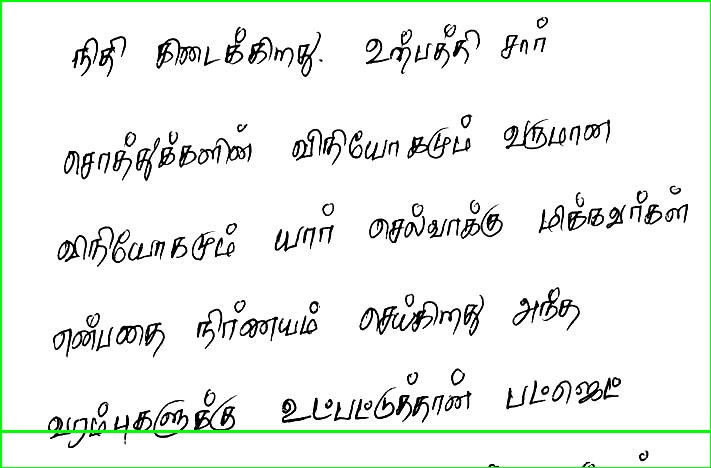 நிதி கிடைக்கிறது. உற்பத்தி சார்
சொத்துக்களின் விநியோகமும் வருமான
விநியோகமும் யார் செல்வாக்கு மிக்கவர்கள்
என்பதை நிர்ணயம் செய்கிறது அந்த
வரம்புகளுக்கு உட்பட்டுத்தான் பட்ஜெட்